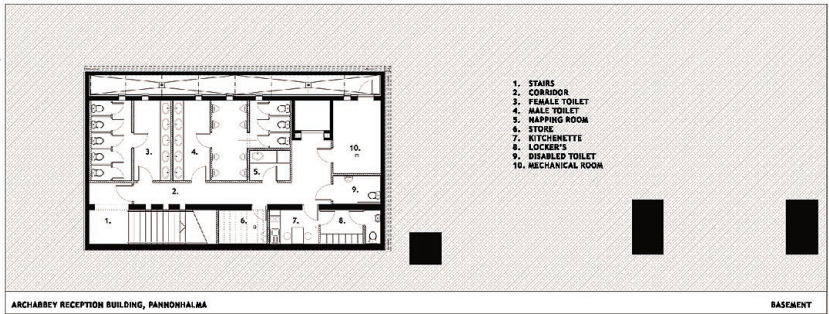 1. STAIRS
2. CORRIDOR
3. FEMALE TOILET
4. MALE TOILET
5. NAPPING ROOM
6. STORE
7. KITCHENETTE
8. LOCKER'S
9. DISABLED TOILET
10. MECHANICAL ROOM
10.
3.
4.
5.
2.
9.
1.
6.
7.
8.
ARCHABBEY RECEPTION BUILDING, PANNONHALMA
BASEMENT